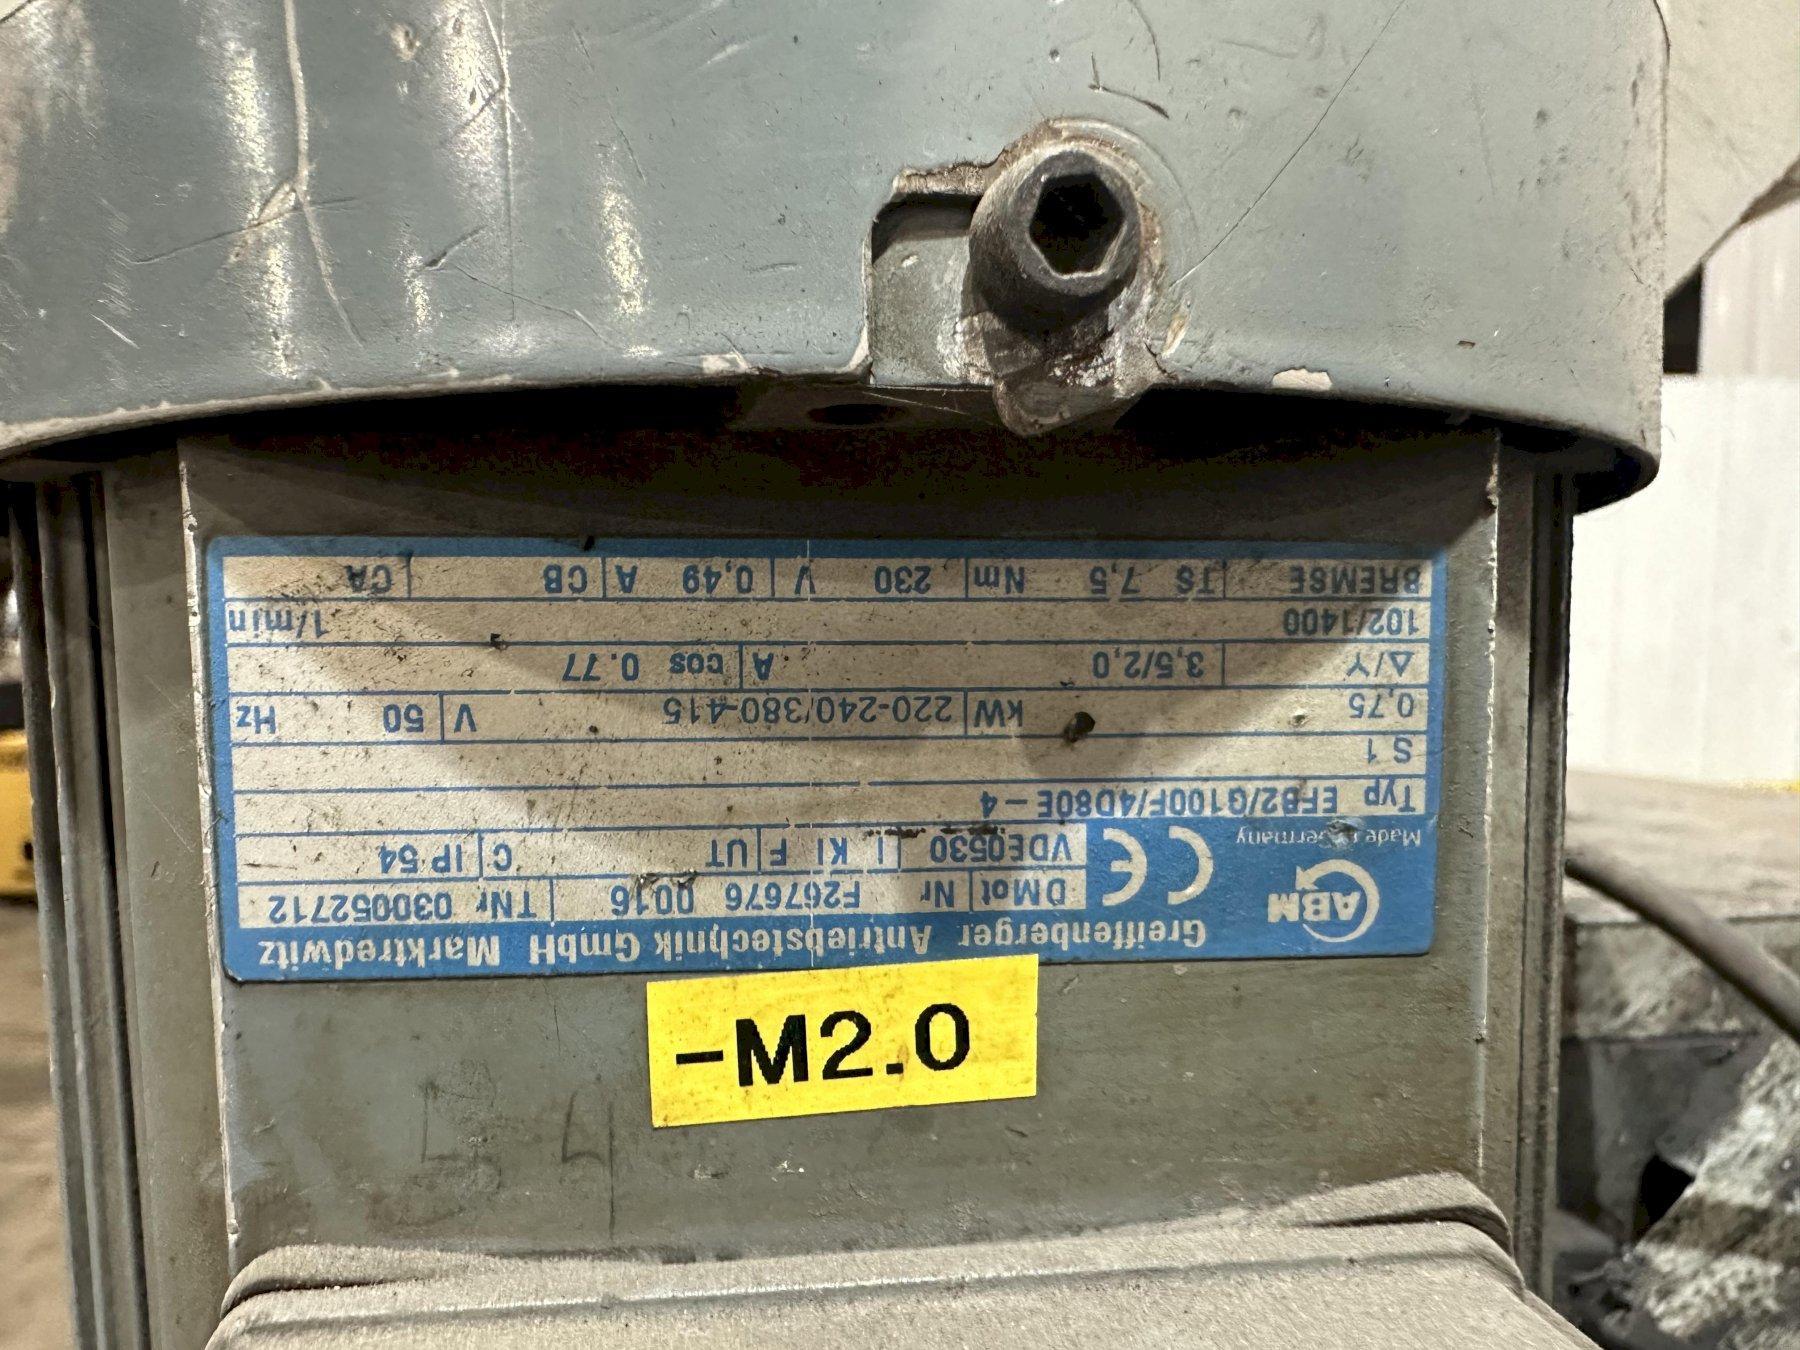 Greiffenberger Antriebstechnik GmbH Marktredwitz
ABM
Made Germany
CE
D Mot Nr F267676 0016 TNr 030052712
VDE0530 I. Kl F UT C IP 54
Typ EFB2/G100F/4D80E-4
S 1
0,75 kW 220-240/380-415 V 50 Hz
Δ/Y 3,5/2,0 A cos 0.77
102/1400 1/min
BREMSE TS 7,5 Nm 230 V 0,49 A CB CA
-M2.0